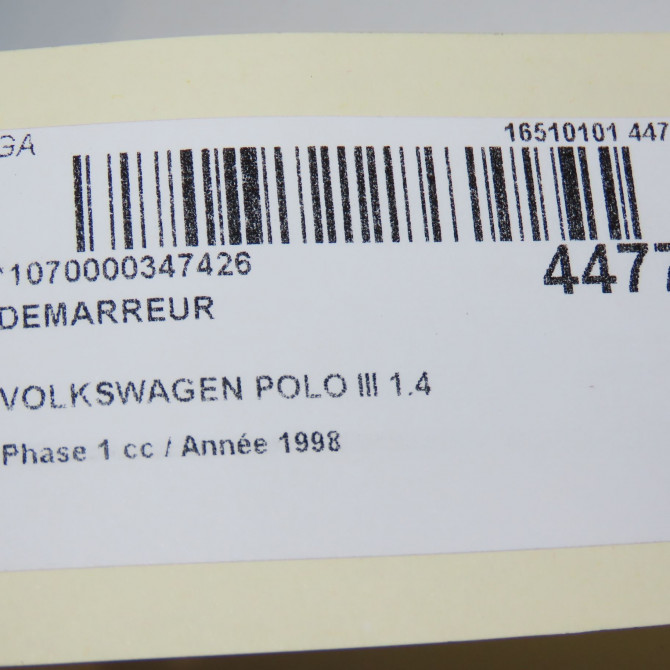 GA
16510101 447
*1070000347426
4477
DEMARREUR
VOLKSWAGEN POLO III 1.4
Phase 1 cc / Année 1998